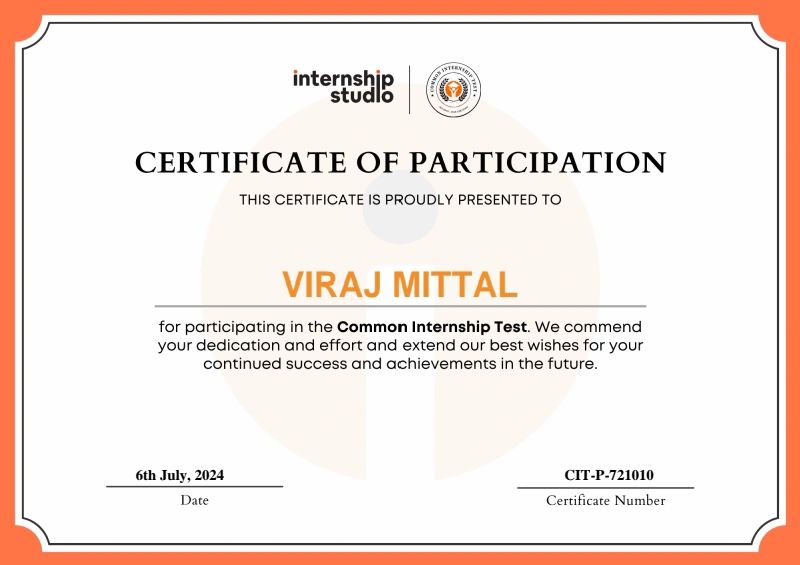 internship
studio
COMMON INTERNSHIP TEST
CERTIFICATE OF PARTICIPATION
THIS CERTIFICATE IS PROUDLY PRESENTED TO
VIRAJ MITTAL
for participating in the Common Internship Test. We commend
your dedication and effort and extend our best wishes for your
continued success and achievements in the future.
6th July, 2024
Date
CIT-P-721010
Certificate Number